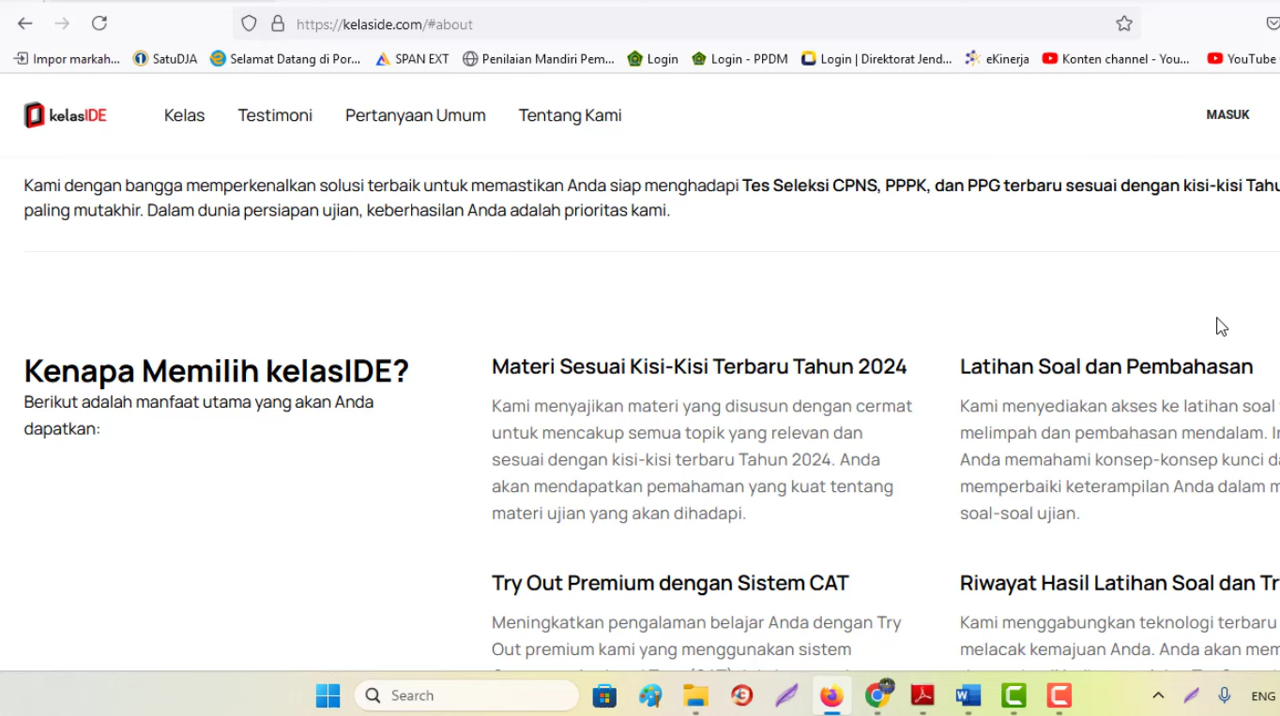 https://kelaside.com/#about
Impor markah... SatuDJA Selamat Datang di Por... SPAN EXT Penilaian Mandiri Pem... Login Login - PPDM Login | Direktorat Jend... eKinerja Konten channel - You... YouTube
kelasIDE Kelas Testimoni Pertanyaan Umum Tentang Kami MASUK
Kami dengan bangga memperkenalkan solusi terbaik untuk memastikan Anda siap menghadapi Tes Seleksi CPNS, PPPK, dan PPG terbaru sesuai dengan kisi-kisi
paling mutakhir. Dalam dunia persiapan ujian, keberhasilan Anda adalah prioritas kami.
Kenapa Memilih kelasIDE?
Berikut adalah manfaat utama yang akan Anda
dapatkan:
Materi Sesuai Kisi-Kisi Terbaru Tahun 2024
Kami menyajikan materi yang disusun dengan cermat
untuk mencakup semua topik yang relevan dan
sesuai dengan kisi-kisi terbaru Tahun 2024. Anda
akan mendapatkan pemahaman yang kuat tentang
materi ujian yang akan dihadapi.
Latihan Soal dan Pembahasan
Kami menyediakan akses ke latihan soal
melimpah dan pembahasan mendalam.
Anda memahami konsep-konsep kunci
memperbaiki keterampilan Anda dalam
soal-soal ujian.
Try Out Premium dengan Sistem CAT
Meningkatkan pengalaman belajar Anda dengan Try
Out premium kami yang menggunakan sistem
Riwayat Hasil Latihan Soal dan
Kami menggabungkan teknologi terbaru
melacak kemajuan Anda. Anda akan
Search ENG